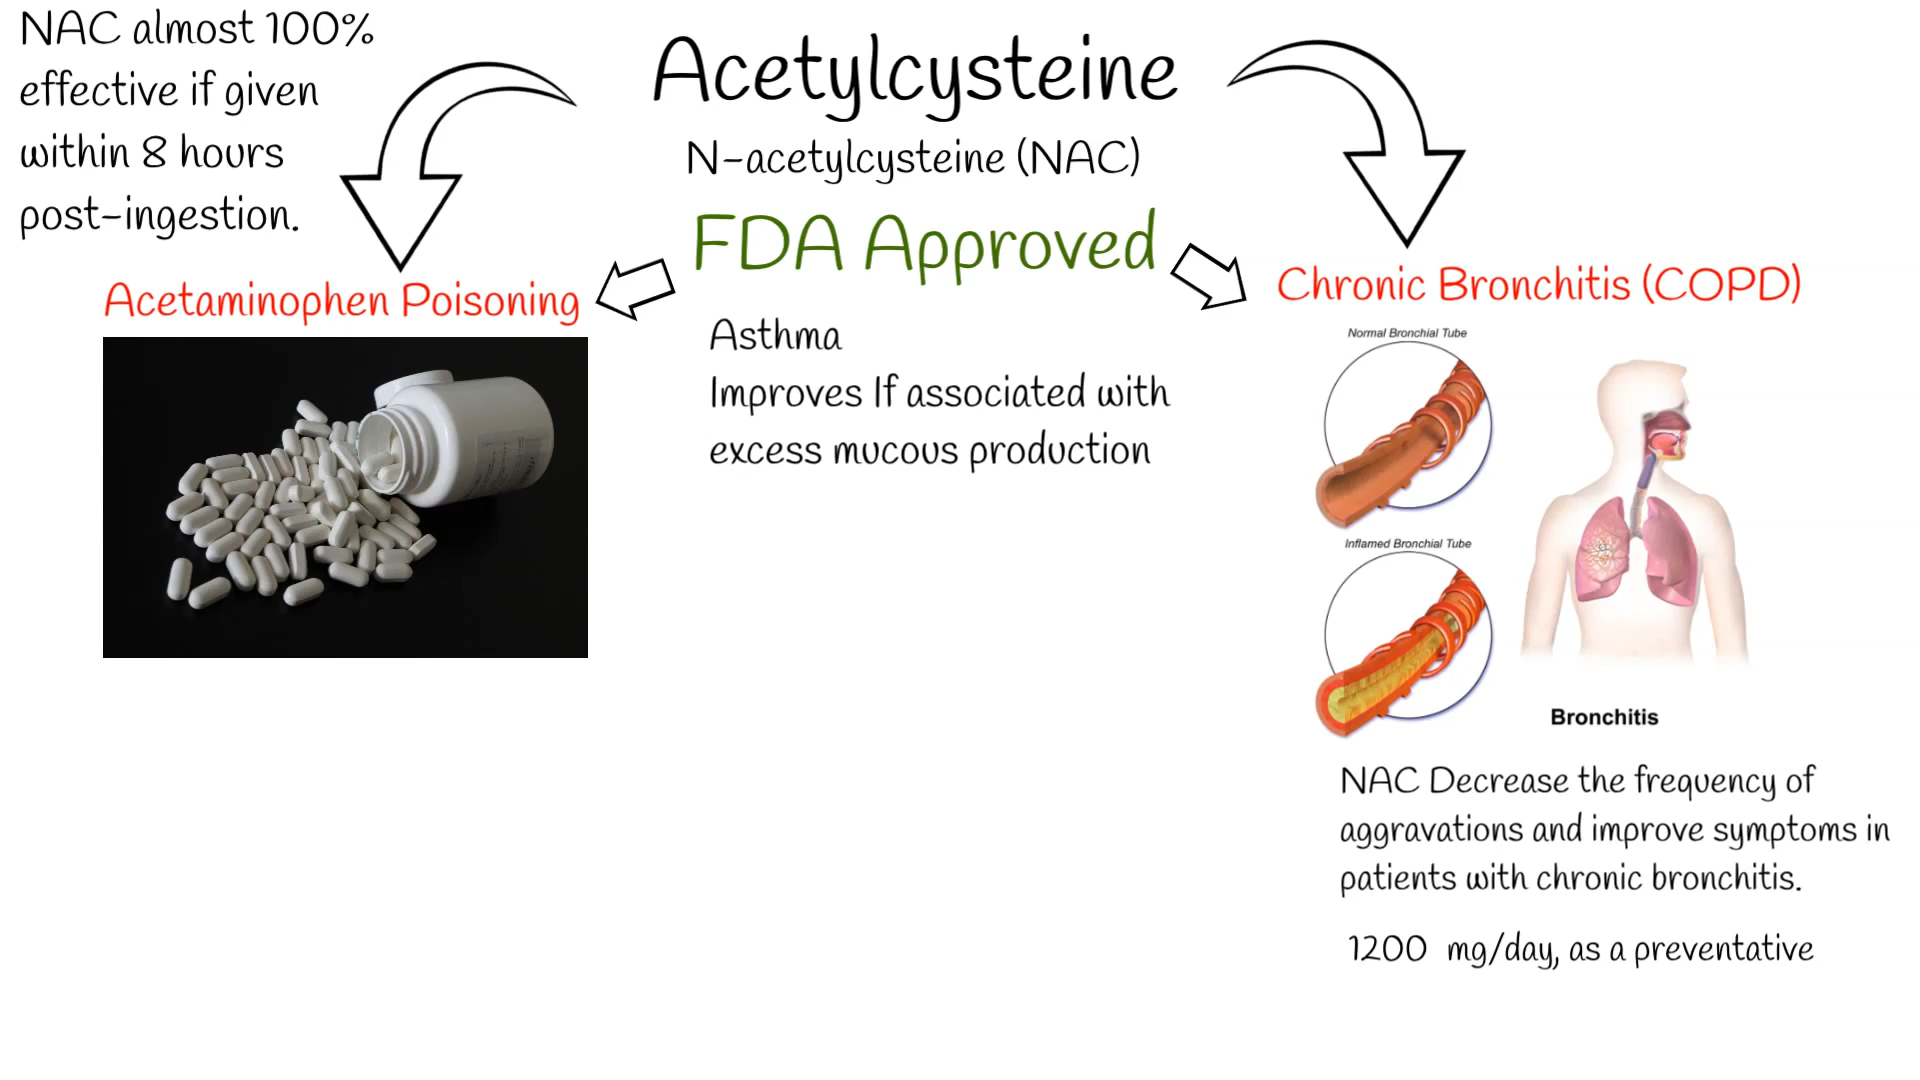 NAC almost 100%
effective if given
within 8 hours
post-ingestion.
Acetylcysteine
N-acetylcysteine (NAC)
FDA Approved
Acetaminophen Poisoning
Asthma
Improves If associated with
excess mucous production
Chronic Bronchitis (COPD)
Normal Bronchial Tube
Inflamed Bronchial Tube
Bronchitis
NAC Decrease the frequency of
aggravations and improve symptoms in
patients with chronic bronchitis.
1200 mg/day, as a preventative